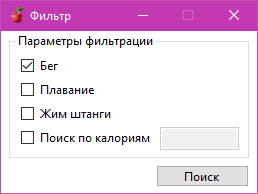 Фильтр
Параметры фильтрации
Бег
Плавание
Жим штанги
Поиск по калориям
Поиск